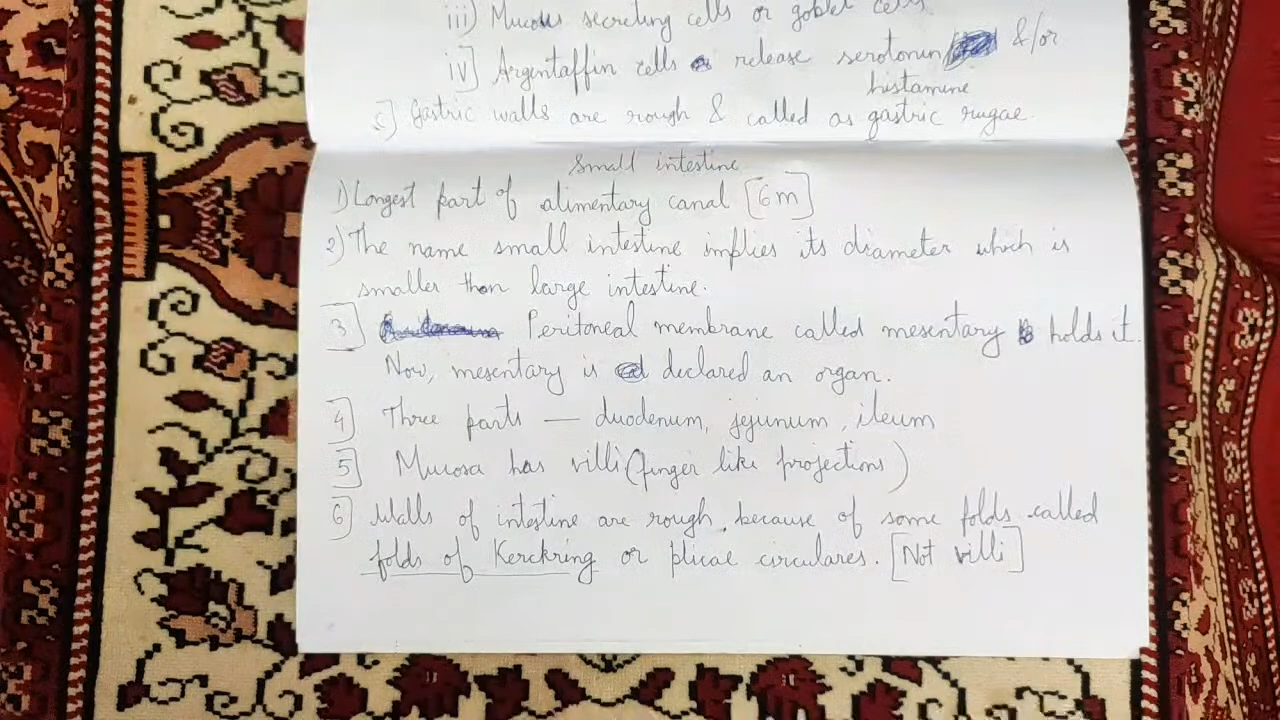 iii) Mucous secreting cells or goblet cells.
iv] Argentaffin cells release serotonin &/or
histamine
c] Gastric walls are rough & called as gastric rugae.
Small intestine
1) Longest part of alimentary canal [6m]
2) The name small intestine implies its diameter which is
smaller than large intestine.
3] Peritoneal membrane called mesentary holds it.
Now, mesentary is declared an organ.
4] Three parts — duodenum, jejunum, ileum
5] Mucosa has villi (finger like projections)
6] Walls of intestine are rough, because of some folds called
folds of Kerckring or plicae circulares. [Not villi]